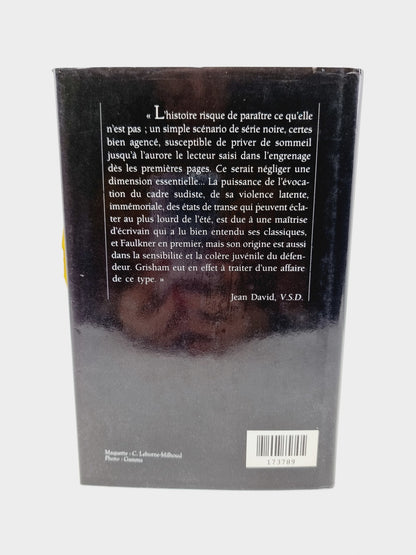 « L'histoire risque de paraître ce qu'elle
n'est pas ; un simple scénario de série noire, certes
bien agencé, susceptible de priver de sommeil
jusqu'à l'aurore le lecteur saisi dans l'engrenage
dès les premières pages. Ce serait négliger une
dimension essentielle... La puissance de l'évoca-
tion du cadre sudiste, de sa violence latente,
immémoriale, des états de transe qui peuvent écla-
ter au plus lourd de l'été, est due à une maîtrise
d'écrivain qui a lu bien entendu ses classiques,
et Faulkner en premier, mais son origine est aussi
dans la sensibilité et la colère juvénile du défen-
deur. Grisham eut en effet à traiter d'une affaire
de ce type. »
Jean David, V.S.D.
Maquette : C. Leborne-Milhoud
Photo : Gamma
173789